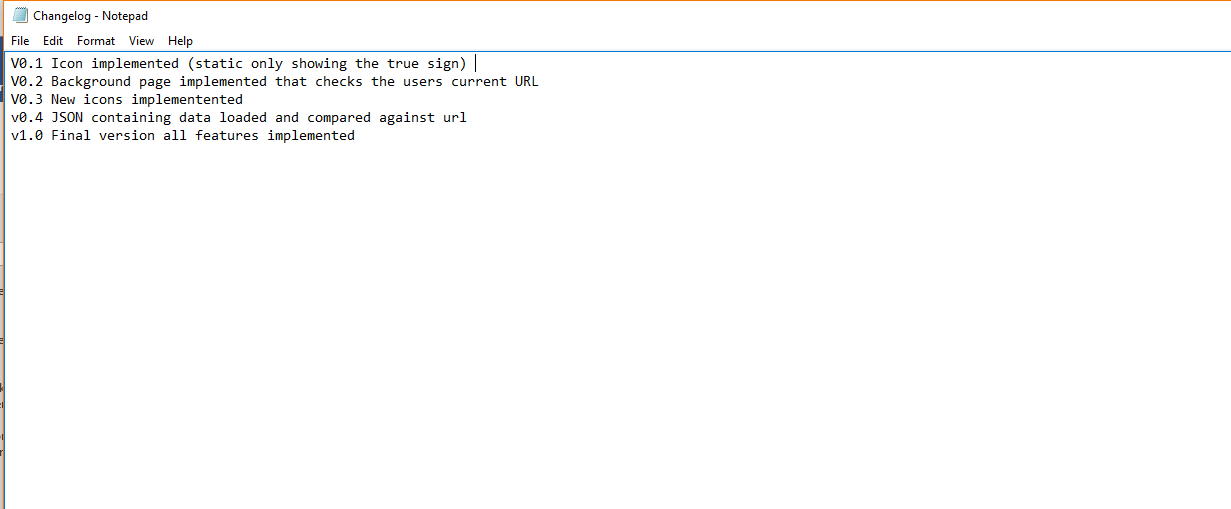 Changelog - Notepad
File Edit Format View Help
V0.1 Icon implemented (static only showing the true sign)
V0.2 Background page implemented that checks the users current URL
V0.3 New icons implementented
v0.4 JSON containing data loaded and compared against url
v1.0 Final version all features implemented